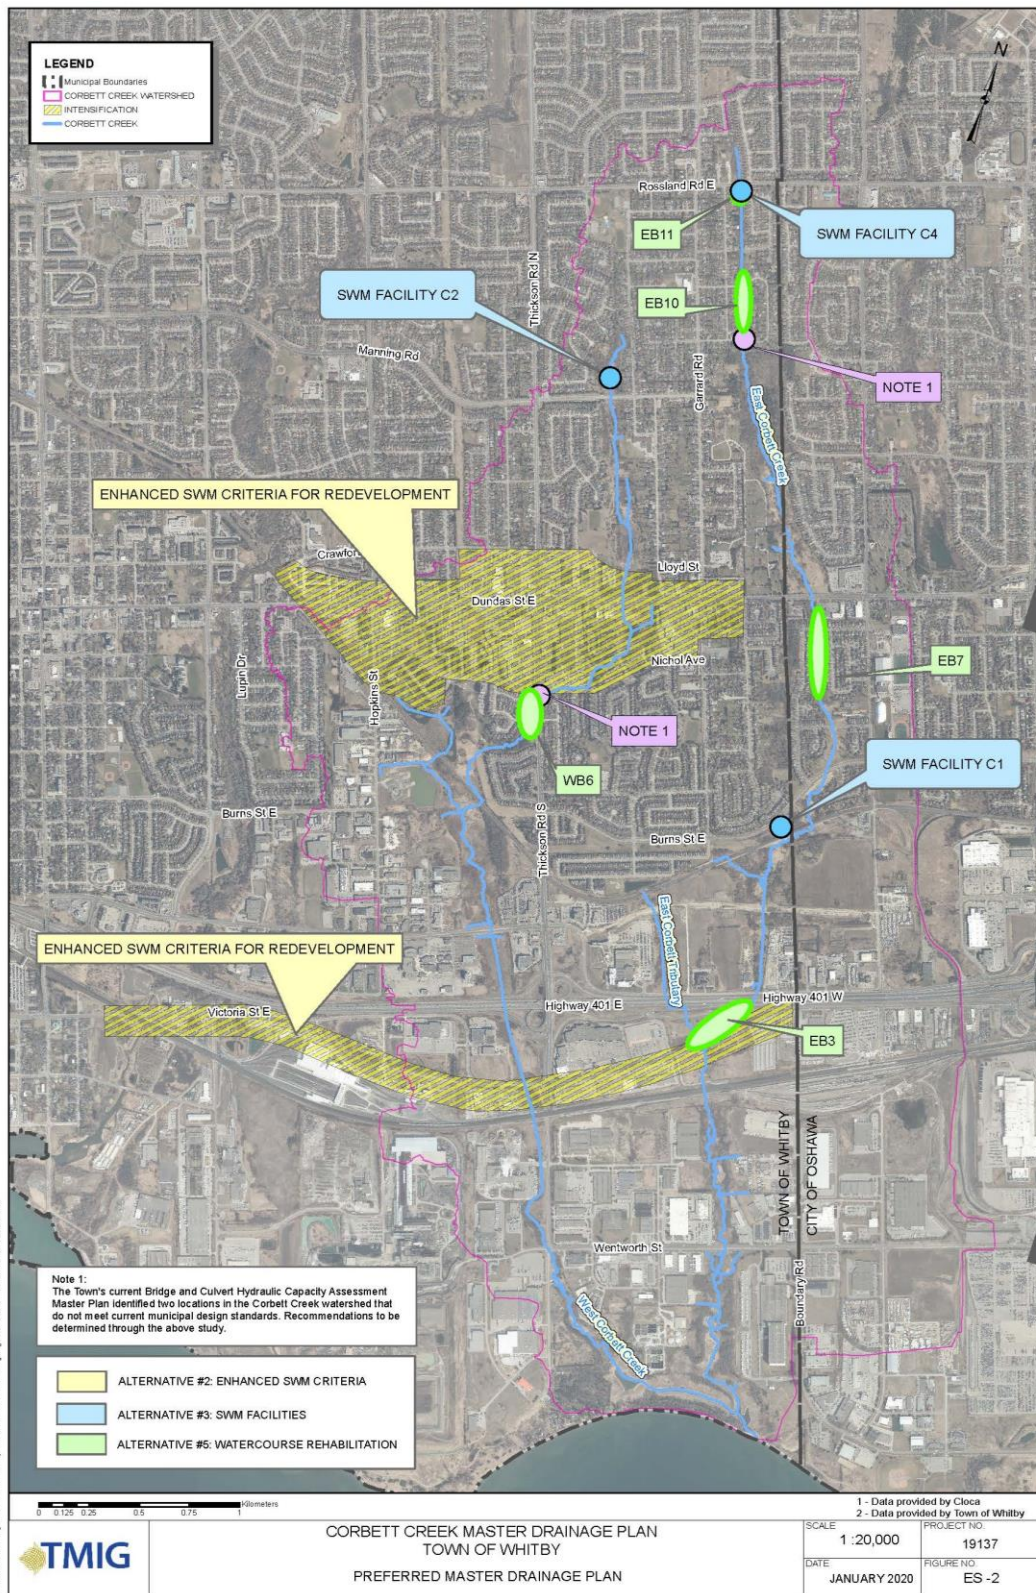 LEGEND
Municipal Boundaries
CORBETT CREEK WATERSHED
INTENSIFICATION
CORBETT CREEK
N
Rossland Rd E
EB11
SWM FACILITY C4
Thickson Rd N
SWM FACILITY C2
EB10
Manning Rd
Garrard Rd
NOTE 1
East Corbett Creek
ENHANCED SWM CRITERIA FOR REDEVELOPMENT
Crawfor
Lloyd St
Dundas St E
Nichol Ave
Lupin Dr
Hopkins St
EB7
NOTE 1
WB6
SWM FACILITY C1
Burns St E
Thickson Rd S
Burns St E
East Corbett Tributary
ENHANCED SWM CRITERIA FOR REDEVELOPMENT
Victoria St E
Highway 401 E
Highway 401 W
EB3
TOWN OF WHITBY
CITY OF OSHAWA
Wentworth St
Boundary Rd
West Corbett Creek
Note 1:
The Town's current Bridge and Culvert Hydraulic Capacity Assessment
Master Plan identified two locations in the Corbett Creek watershed that
do not meet current municipal design standards. Recommendations to be
determined through the above study.
ALTERNATIVE #2: ENHANCED SWM CRITERIA
ALTERNATIVE #3: SWM FACILITIES
ALTERNATIVE #5: WATERCOURSE REHABILITATION
Kilometers
0 0.125 0.25 0.5 0.75 1
1 - Data provided by Cloca
2 - Data provided by Town of Whitby
TMIG
CORBETT CREEK MASTER DRAINAGE PLAN
TOWN OF WHITBY
PREFERRED MASTER DRAINAGE PLAN
SCALE
1 :20,000
PROJECT NO.
19137
DATE
JANUARY 2020
FIGURE NO.
ES -2